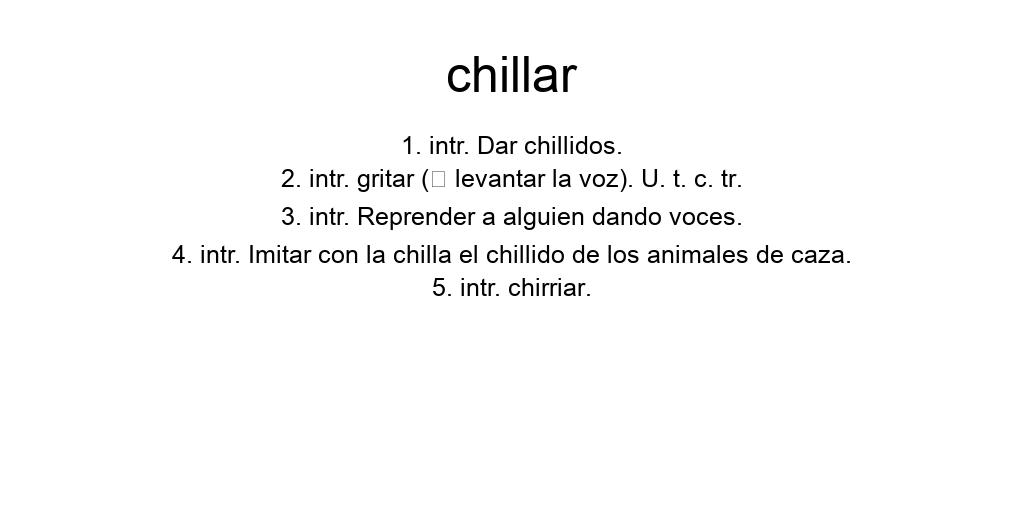 chillar
1. intr. Dar chillidos.
2. intr. gritar (□ levantar la voz). U. t. c. tr.
3. intr. Reprender a alguien dando voces.
4. intr. Imitar con la chilla el chillido de los animales de caza.
5. intr. chirriar.